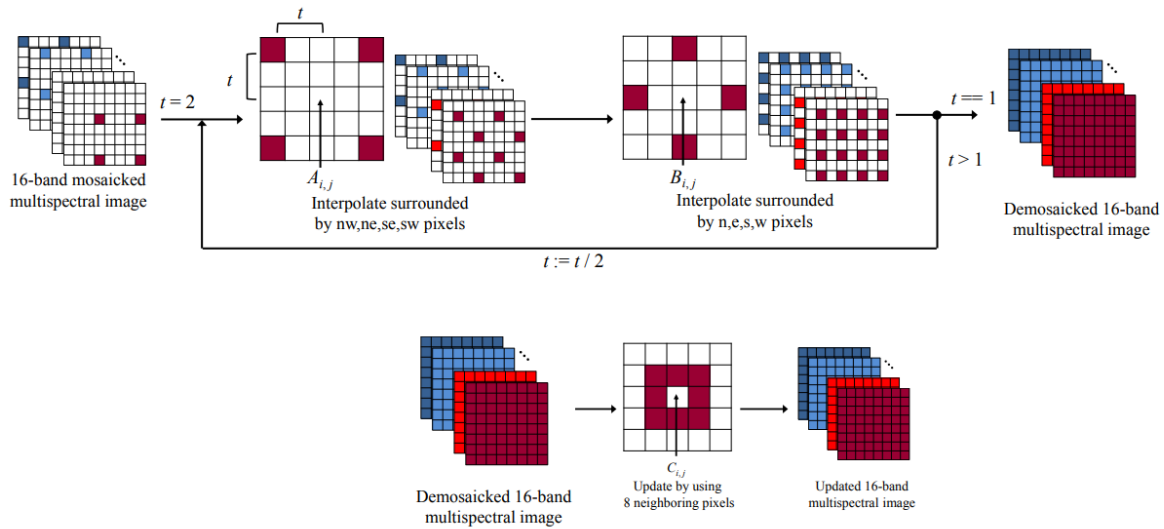 t
t
t = 2
16-band mosaicked
multispectral image
A_{i,j}
Interpolate surrounded
by nw,ne,se,sw pixels
B_{i,j}
Interpolate surrounded
by n,e,s,w pixels
t == 1
t > 1
Demosaicked 16-band
multispectral image
t := t / 2
Demosaicked 16-band
multispectral image
C_{i,j}
Update by using
8 neighboring pixels
Updated 16-band
multispectral image